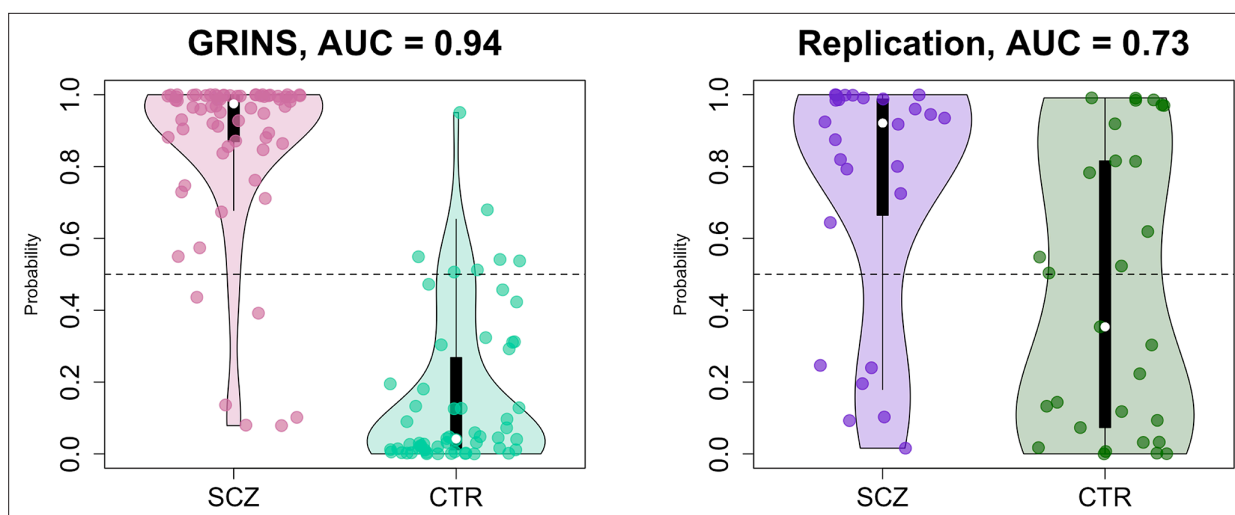 GRINS, AUC = 0.94
Probability
1.0
0.8
0.6
0.4
0.2
0.0
SCZ CTR
Replication, AUC = 0.73
Probability
1.0
0.8
0.6
0.4
0.2
0.0
SCZ CTR